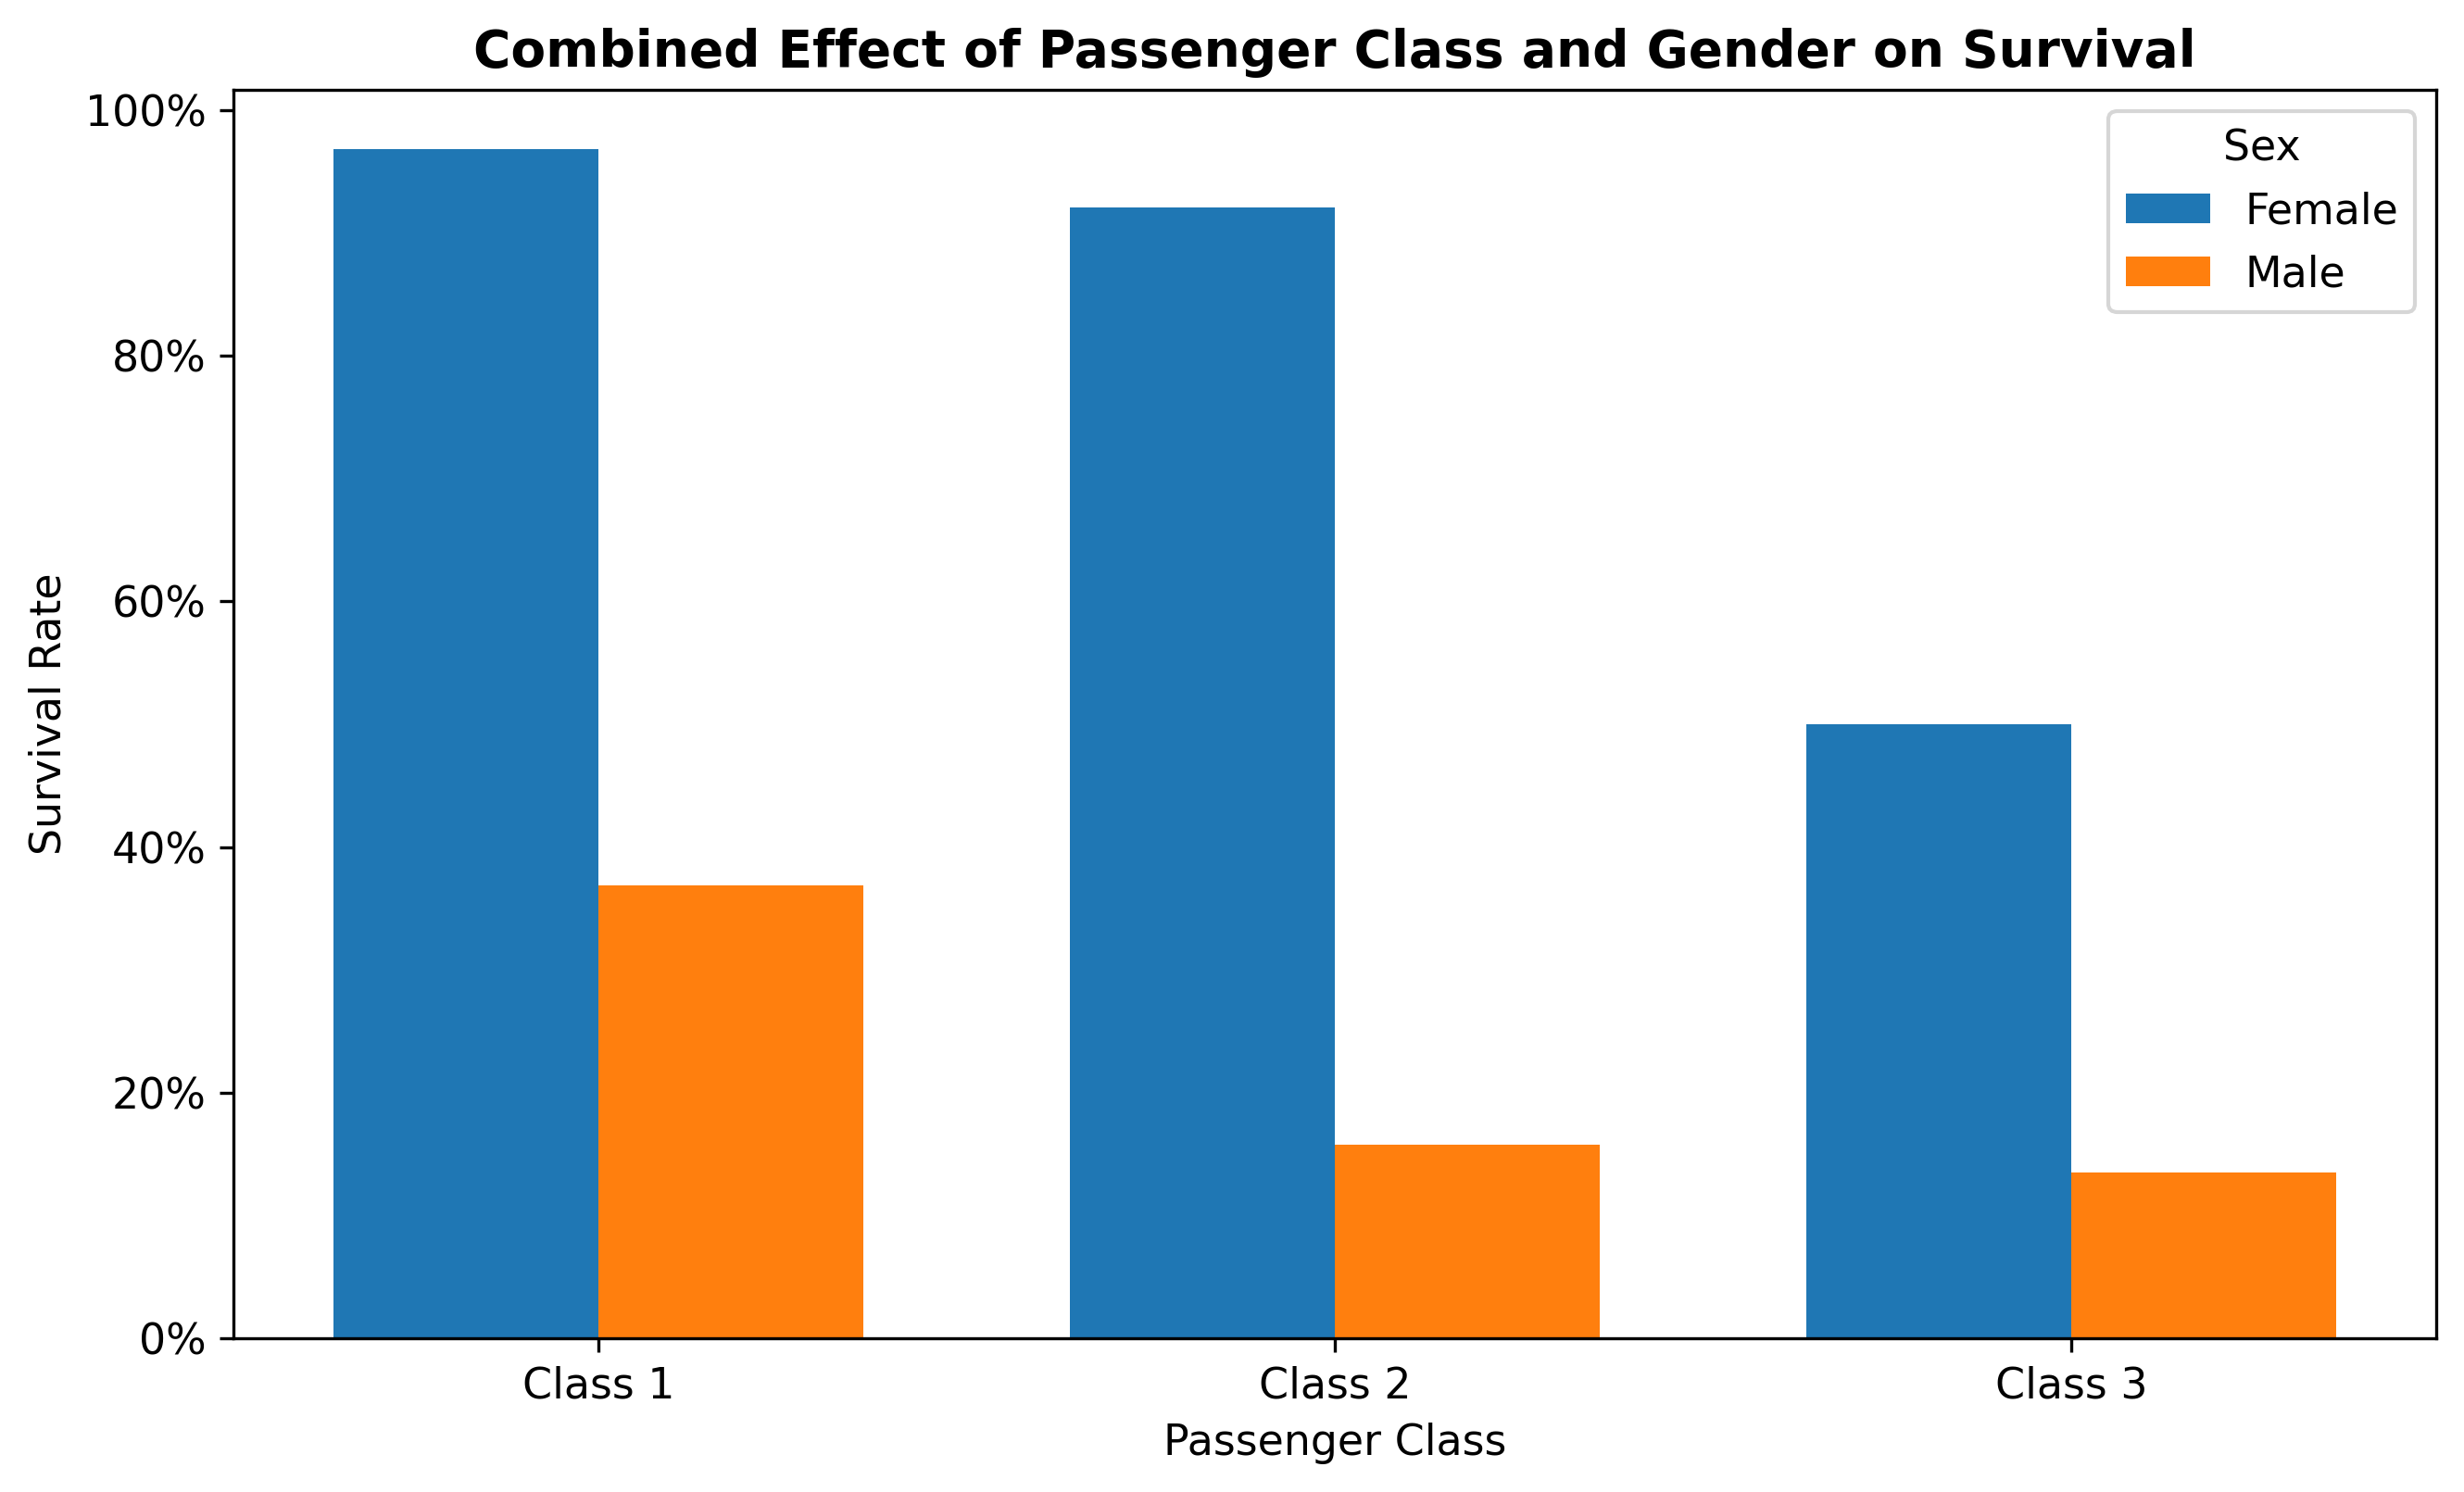 Combined Effect of Passenger Class and Gender on Survival
100%
80%
60%
40%
20%
0%
Survival Rate
Sex
Female
Male
Class 1
Class 2
Class 3
Passenger Class